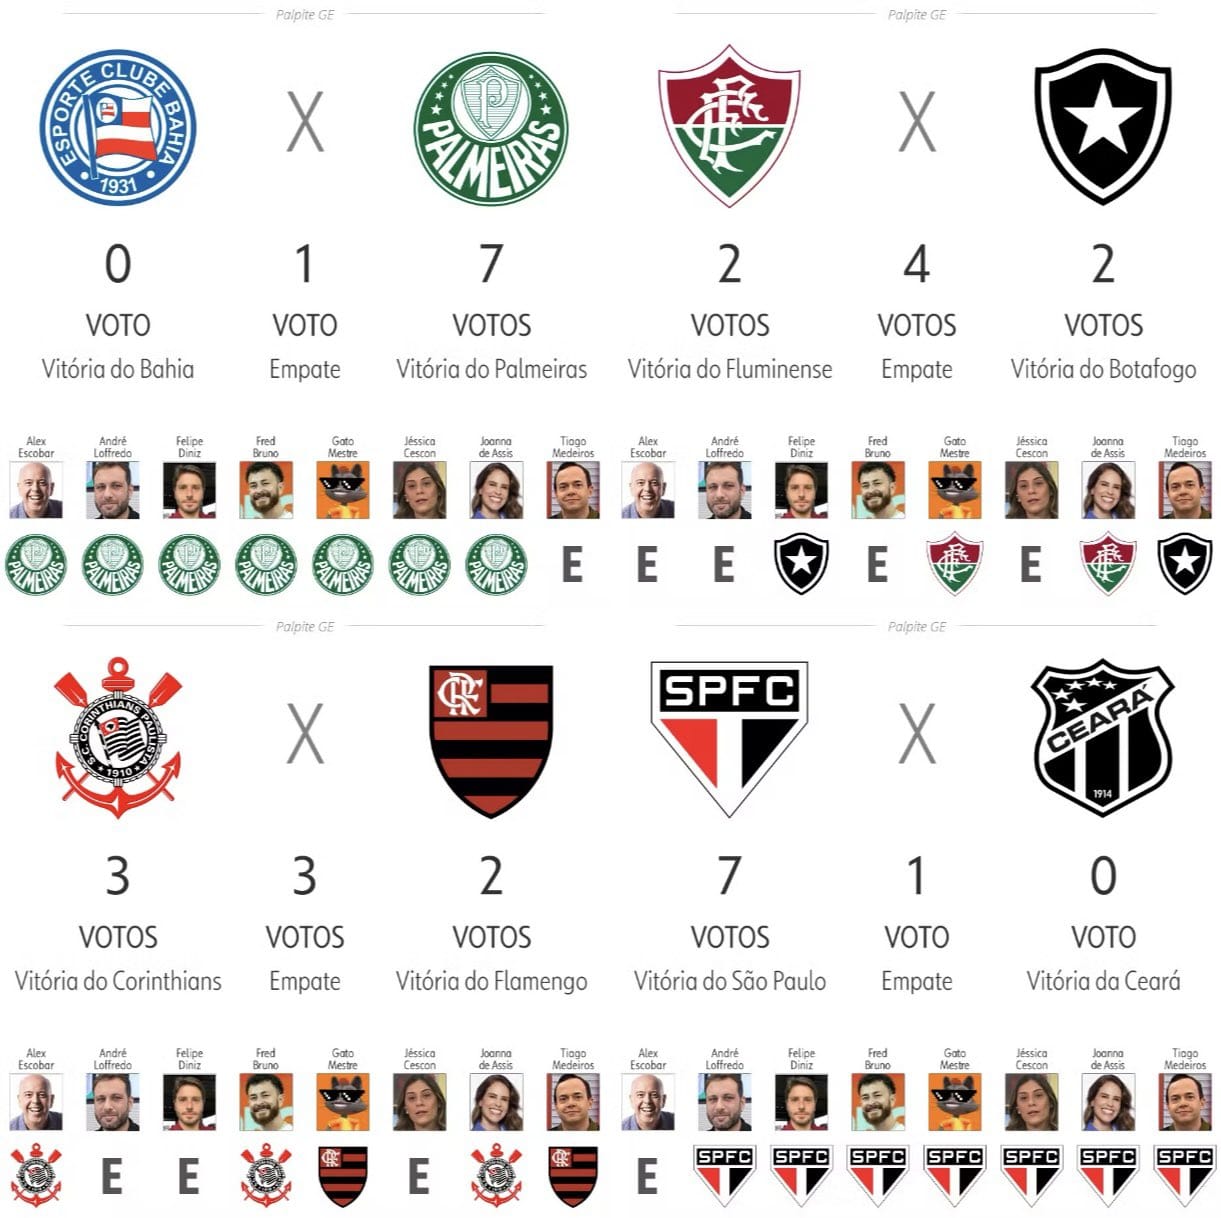 Palpite GE
ESPORTE CLUBE BAHIA
1931
X
P
PALMEIRAS
0
1
7
VOTO
VOTO
VOTOS
Vitória do Bahia
Empate
Vitória do Palmeiras
Alex Escobar
André Loffredo
Felipe Diniz
Fred Bruno
Gato Mestre
Jéssica Cescon
Joanna de Assis
Tiago Medeiros
PALMEIRAS
PALMEIRAS
PALMEIRAS
PALMEIRAS
PALMEIRAS
PALMEIRAS
PALMEIRAS
E
Palpite GE
FFC
X
2
4
2
VOTOS
VOTOS
VOTOS
Vitória do Fluminense
Empate
Vitória do Botafogo
Alex Escobar
André Loffredo
Felipe Diniz
Fred Bruno
Gato Mestre
Jéssica Cescon
Joanna de Assis
Tiago Medeiros
E
E
E
E
Palpite GE
S. C. CORINTHIANS PAULISTA
1910
X
CRF
3
3
2
VOTOS
VOTOS
VOTOS
Vitória do Corinthians
Empate
Vitória do Flamengo
Alex Escobar
André Loffredo
Felipe Diniz
Fred Bruno
Gato Mestre
Jéssica Cescon
Joanna de Assis
Tiago Medeiros
E
E
E
Palpite GE
SPFC
X
CEARÁ
1914
7
1
0
VOTOS
VOTO
VOTO
Vitória do São Paulo
Empate
Vitória da Ceará
Alex Escobar
André Loffredo
Felipe Diniz
Fred Bruno
Gato Mestre
Jéssica Cescon
Joanna de Assis
Tiago Medeiros
E
SPFC
SPFC
SPFC
SPFC
SPFC
SPFC
SPFC